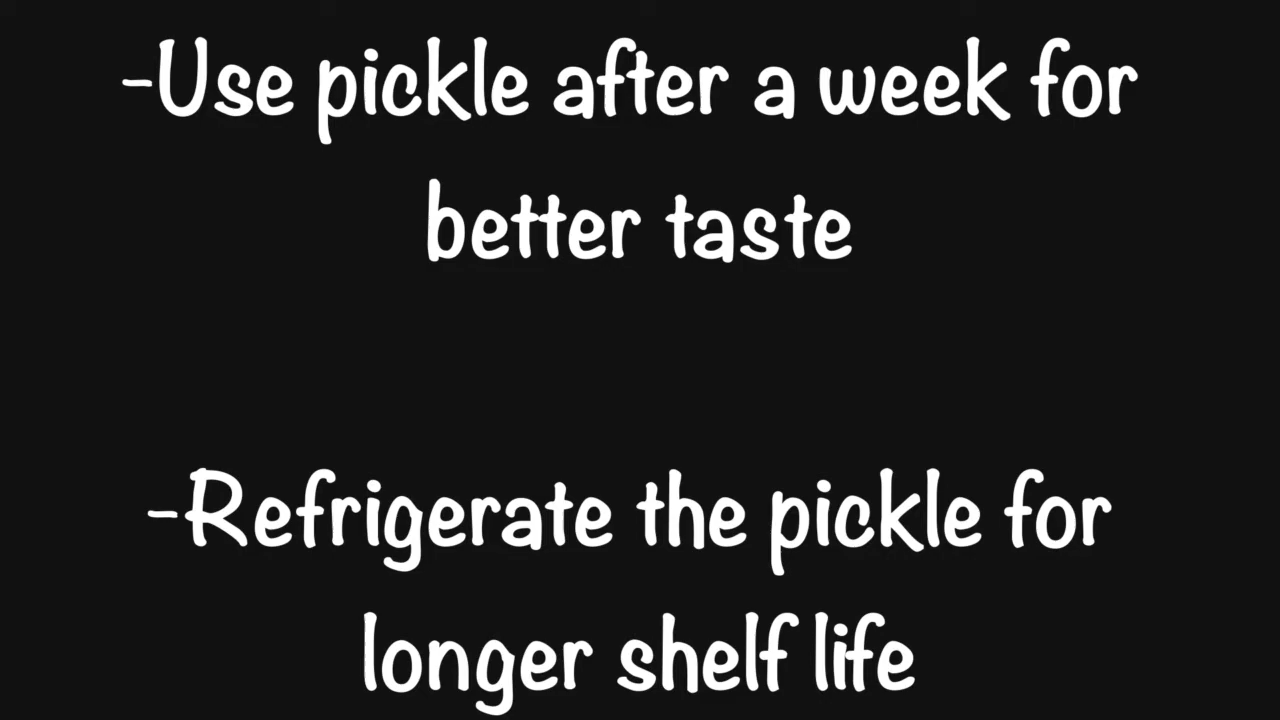 -Use pickle after a week for
better taste
-Refrigerate the pickle for
longer shelf life